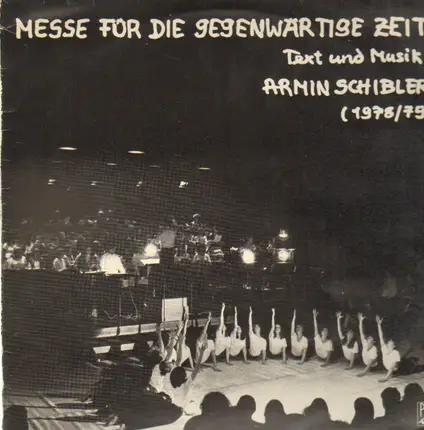 MESSE FÜR DIE GEGENWÄRTIGE ZEIT
Text und Musik
ARMIN SCHIBLER
(1978/79